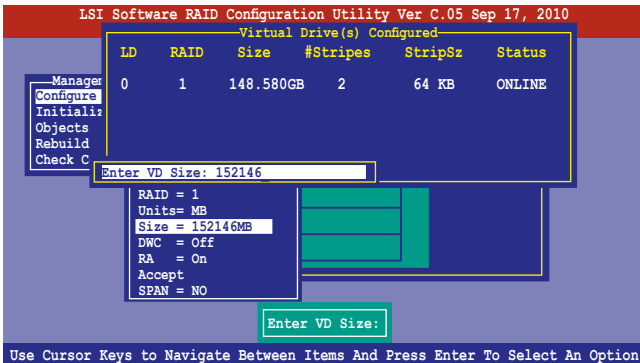 LSI Software RAID Configuration Utility Ver C.05 Sep 17, 2010
Virtual Drive(s) Configured
LD RAID Size #Stripes StripSz Status
0 1 148.580GB 2 64 KB ONLINE
Managem
Configure
Initializ
Objects
Rebuild
Check C
Enter VD Size: 152146_
RAID = 1
Units= MB
Size = 152146MB
DWC = Off
RA = On
Accept
SPAN = NO
Enter VD Size:
Use Cursor Keys to Navigate Between Items And Press Enter To Select An Option